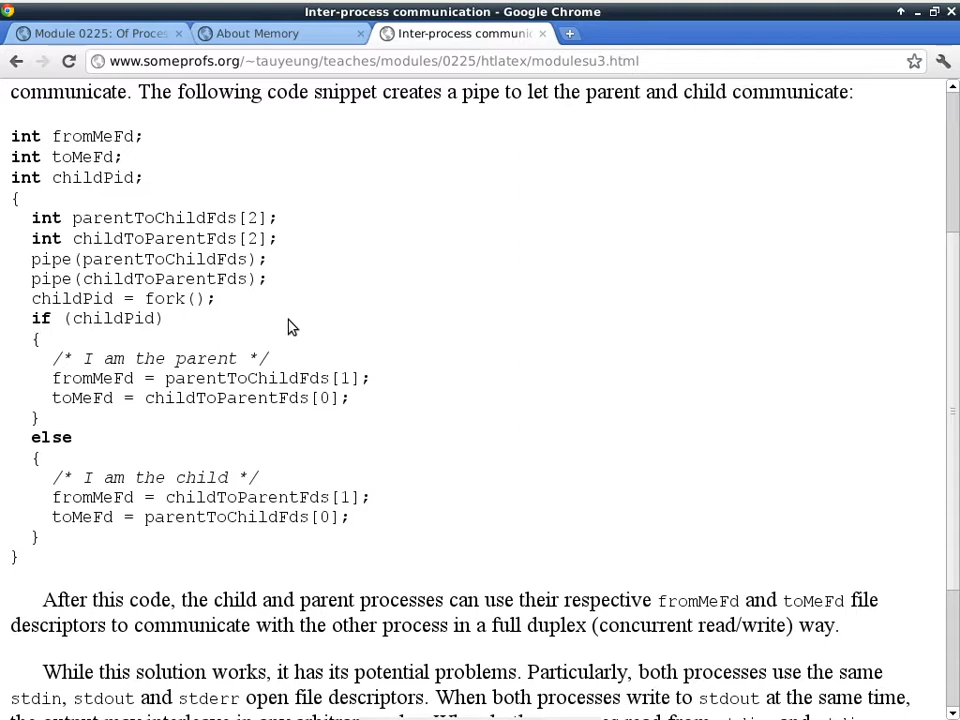 Inter-process communication - Google Chrome
Module 0225: Of Proces
About Memory
Inter-process communic
www.someprofs.org/~tauyeung/teaches/modules/0225/htlatex/modulesu3.html
communicate. The following code snippet creates a pipe to let the parent and child communicate:
int fromMeFd;
int toMeFd;
int childPid;
{
int parentToChildFds[2];
int childToParentFds[2];
pipe(parentToChildFds);
pipe(childToParentFds);
childPid = fork();
if (childPid)
{
/* I am the parent */
fromMeFd = parentToChildFds[1];
toMeFd = childToParentFds[0];
}
else
{
/* I am the child */
fromMeFd = childToParentFds[1];
toMeFd = parentToChildFds[0];
}
}
After this code, the child and parent processes can use their respective fromMeFd and toMeFd file
descriptors to communicate with the other process in a full duplex (concurrent read/write) way.
While this solution works, it has its potential problems. Particularly, both processes use the same
stdin, stdout and stderr open file descriptors. When both processes write to stdout at the same time,